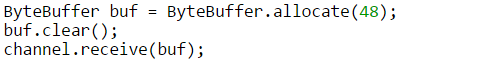 ByteBuffer buf = ByteBuffer.allocate(48);
buf.clear();
channel.receive(buf);